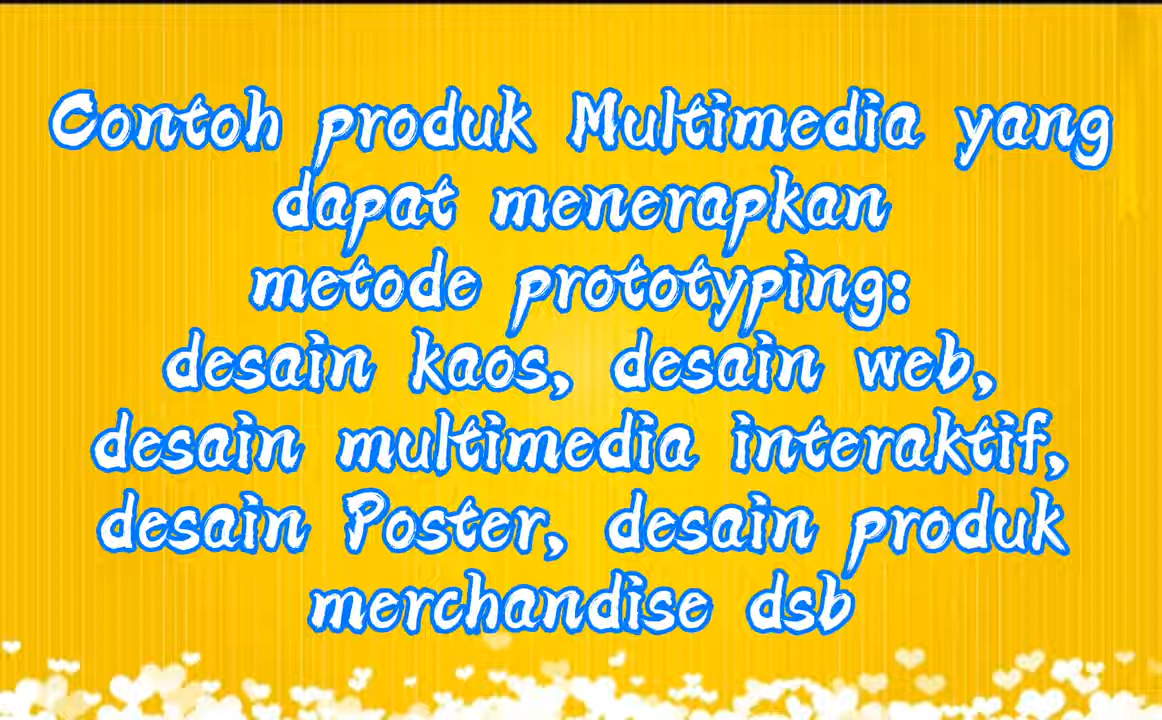 Contoh produk Multimedia yang
dapat menerapkan
metode prototyping:
desain kaos, desain web,
desain multimedia interaktif,
desain Poster, desain produk
merchandise dsb